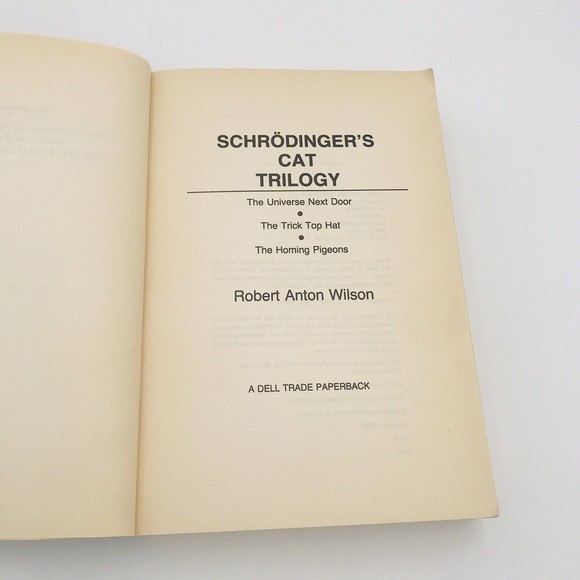 SCHRÖDINGER'S
CAT
TRILOGY
The Universe Next Door
●
The Trick Top Hat
●
The Homing Pigeons
Robert Anton Wilson
A DELL TRADE PAPERBACK